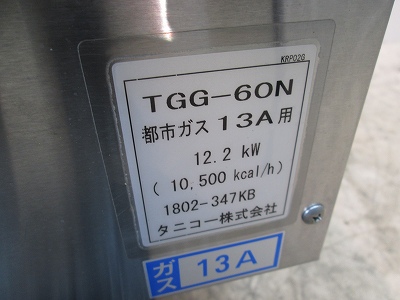 KRP02G
TGG-60N
都市ガス 13A用
12.2 kW
( 10,500 kcal/h)
1802-347KB
タニコー株式会社
ガス 13A